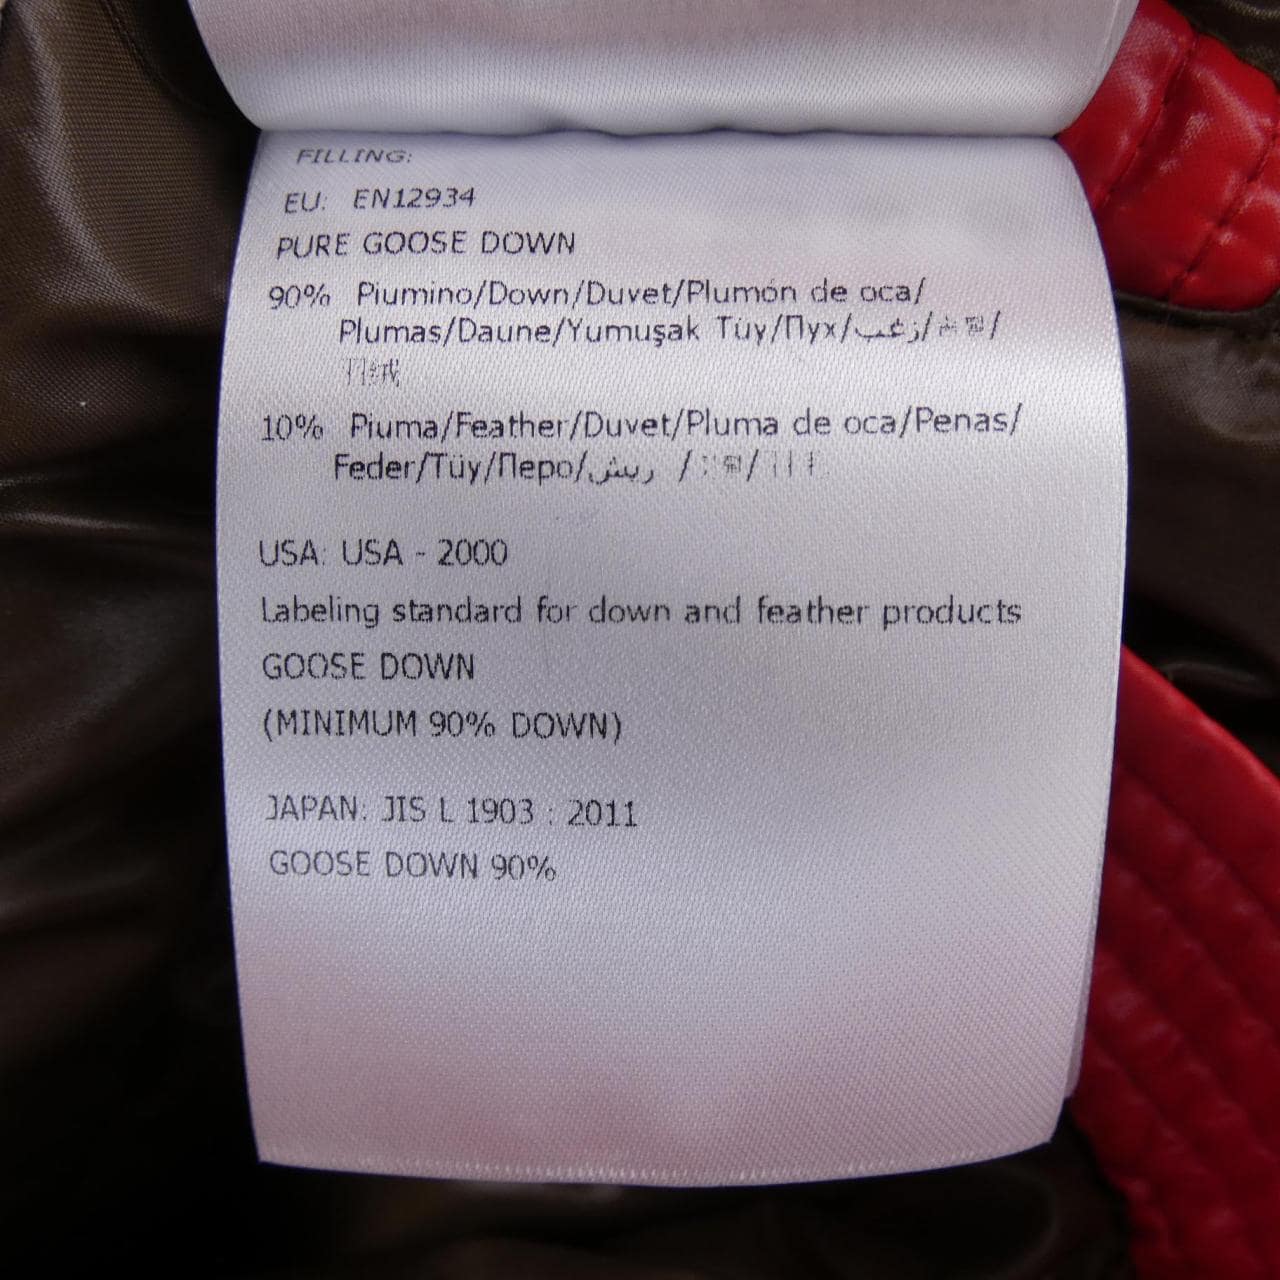 FILLING:
EU: EN12934
PURE GOOSE DOWN
90% Piumino/Down/Duvet/Plumón de oca/
Plumas/Daune/Yumuşak Tüy/Пух/زغب/
10% Piuma/Feather/Duvet/Pluma de oca/Penas/
Feder/Tüy/Перо/ريش /
USA: USA - 2000
Labeling standard for down and feather products
GOOSE DOWN
(MINIMUM 90% DOWN)
JAPAN: JIS L 1903 : 2011
GOOSE DOWN 90%